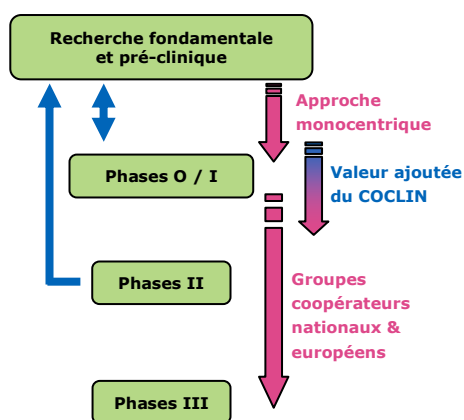 Recherche fondamentale
et pré-clinique
Approche
monocentrique
Phases O / I
Valeur ajoutée
du COCLIN
Phases II
Groupes
coopérateurs
nationaux &
européens
Phases III